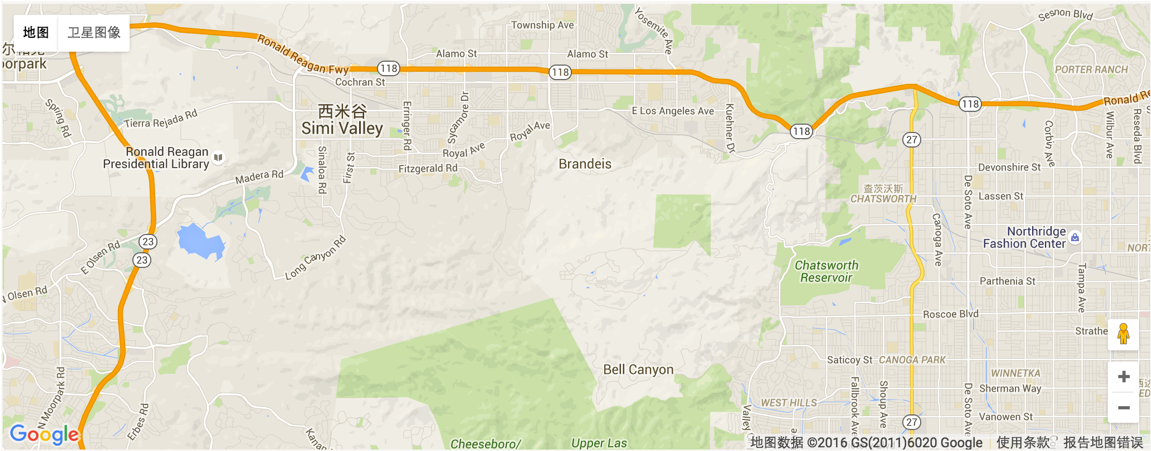 地图 卫星图像
Township Ave
Yosemite Ave
Sesnon Blvd
oorpark
Ronald Reagan Fwy
118
Alamo St
Alamo St
Cochran St
118
PORTER RANCH
Ronald Re
西米谷
Simi Valley
Spring Rd
Tierra Rejada Rd
Erringer Rd
Sycamore Dr
Royal Ave
E Los Angeles Ave
Kuehner Dr
118
118
27
Corbin Ave
Wilbur Ave
Reseda Blvd
Ronald Reagan
Presidential Library
Madera Rd
Sinaloa Rd
First St
Royal Ave
Fitzgerald Rd
Brandeis
Devonshire St
查茨沃斯
CHATSWORTH
De Soto Ave
Lassen St
23
23
E Olsen Rd
Long Canyon Rd
Canoga Ave
Northridge
Fashion Center
NORT
Chatsworth
Reservoir
Parthenia St
Tampa Ave
N Olsen Rd
Roscoe Blvd
Strathe
Bell Canyon
Saticoy St
CANOGA PARK
WINNETKA
Sherman Way
N Moorpark Rd
Erbes Rd
WEST HILLS
Valley
Fallbrook Ave
Shoup Ave
De Soto Ave
Vanowen St
27
Google
Kana
Cheeseboro/
Upper Las
地图数据 ©2016 GS(2011)6020 Google 使用条款 报告地图错误